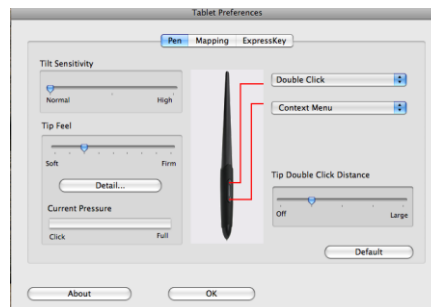 Tablet Preferences
Pen Mapping ExpressKey
Tilt Sensitivity
Normal High
Tip Feel
Soft Firm
Detail...
Current Pressure
Click Full
Double Click
Context Menu
Tip Double Click Distance
Off Large
Default
About OK